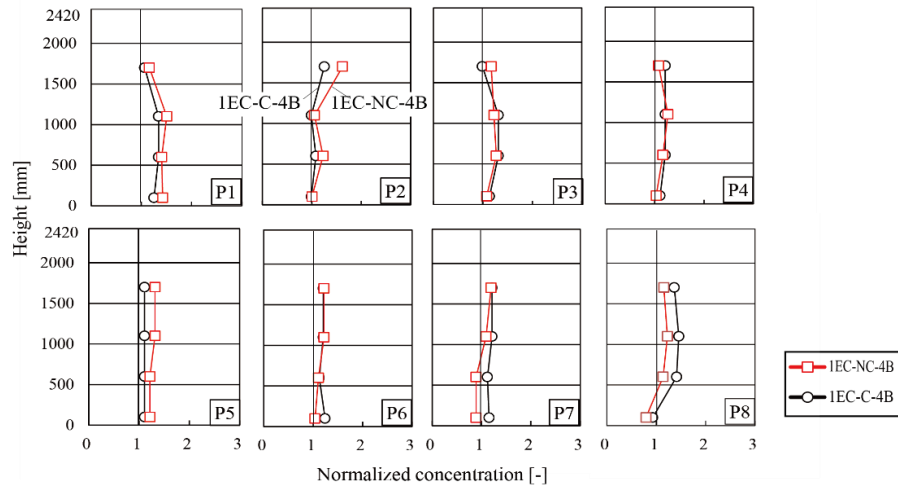 2420
2000
1500
1000
500
0
Height [mm]
P1
1EC-C-4B
1EC-NC-4B
P2
P3
P4
2420
2000
1500
1000
500
0
P5
P6
P7
P8
1EC-NC-4B
1EC-C-4B
0 1 2 3
0 1 2 3
0 1 2 3
0 1 2 3
Normalized concentration [-]